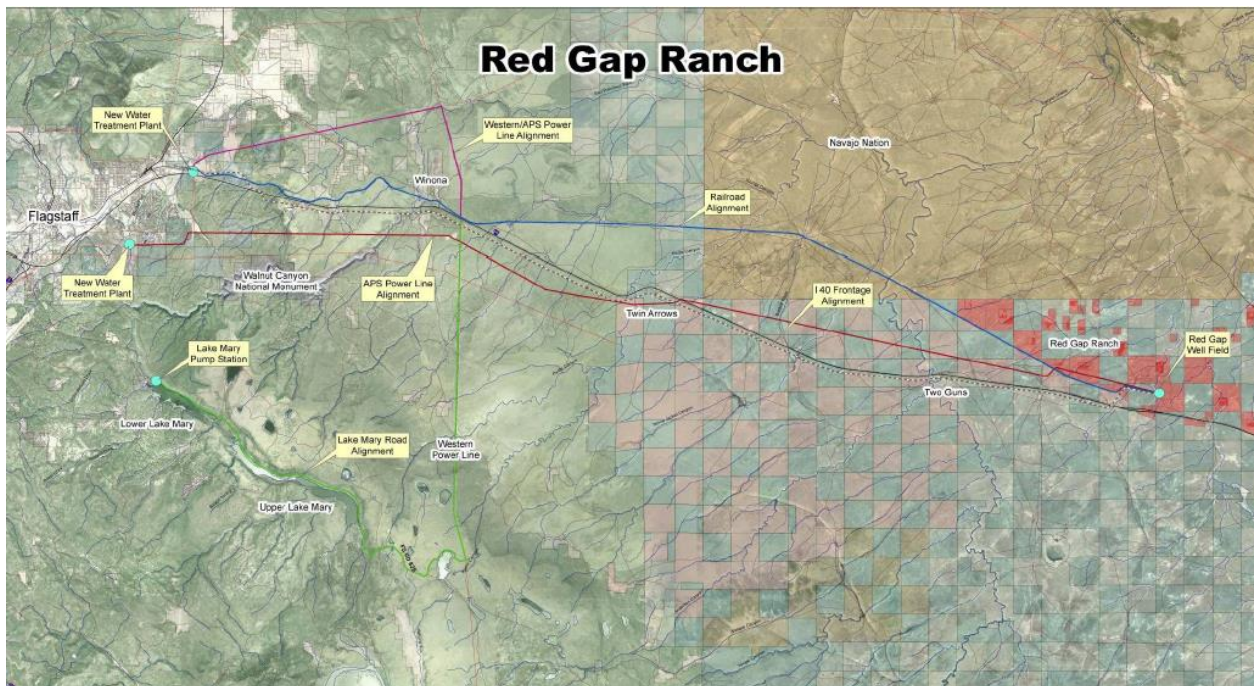 Red Gap Ranch
New Water
Treatment Plant
Western/APS Power
Line Alignment
Navajo Nation
Winona
Railroad
Alignment
Flagstaff
New Water
Treatment Plant
Walnut Canyon
National Monument
APS Power Line
Alignment
I 40 Frontage
Alignment
Twin Arrows
Red Gap Ranch
Red Gap
Well Field
Lake Mary
Pump Station
Two Guns
Lower Lake Mary
Lake Mary Road
Alignment
Western
Power Line
Upper Lake Mary